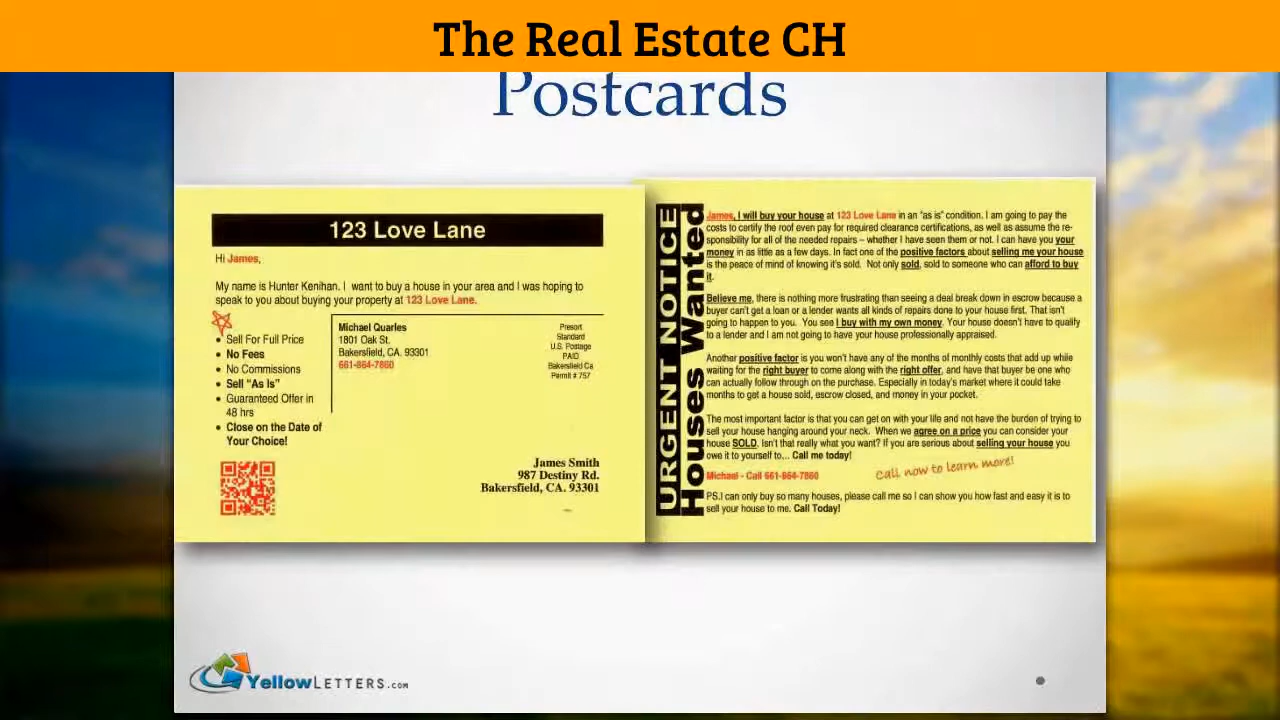 The Real Estate CH
Postcards
123 Love Lane
Hi James,
My name is Hunter Kenihan. I want to buy a house in your area and I was hoping to
speak to you about buying your property at 123 Love Lane.
• Sell For Full Price
• No Fees
• No Commissions
• Sell "As Is"
• Guaranteed Offer in
48 hrs
• Close on the Date of
Your Choice!
Michael Quarles
1801 Oak St.
Bakersfield, CA. 93301
661-864-7860
Presort
Standard
U.S. Postage
PAID
Bakersfield Ca
Permit # 757
James Smith
987 Destiny Rd.
Bakersfield, CA. 93301
URGENT NOTICE
Houses Wanted
James, I will buy your house at 123 Love Lane in an "as is" condition. I am going to pay the
costs to certify the roof even pay for required clearance certifications, as well as assume the re-
sponsibility for all of the needed repairs – whether I have seen them or not. I can have you your
money in as little as a few days. In fact one of the positive factors about selling me your house
is the peace of mind of knowing it's sold. Not only sold, sold to someone who can afford to buy
it.
Believe me, there is nothing more frustrating than seeing a deal break down in escrow because a
buyer can't get a loan or a lender wants all kinds of repairs done to your house first. That isn't
going to happen to you. You see I buy with my own money. Your house doesn't have to qualify
to a lender and I am not going to have your house professionally appraised.
Another positive factor is you won't have any of the months of monthly costs that add up while
waiting for the right buyer to come along with the right offer, and have that buyer be one who
can actually follow through on the purchase. Especially in today's market where it could take
months to get a house sold, escrow closed, and money in your pocket.
The most important factor is that you can get on with your life and not have the burden of trying to
sell your house hanging around your neck. When we agree on a price you can consider your
house SOLD. Isn't that really what you want? If you are serious about selling your house you
owe it to yourself to... Call me today!
Michael - Call 661-864-7860
Call now to learn more!
PS.I can only buy so many houses, please call me so I can show you how fast and easy it is to
sell your house to me. Call Today!
YellowLETTERS.com